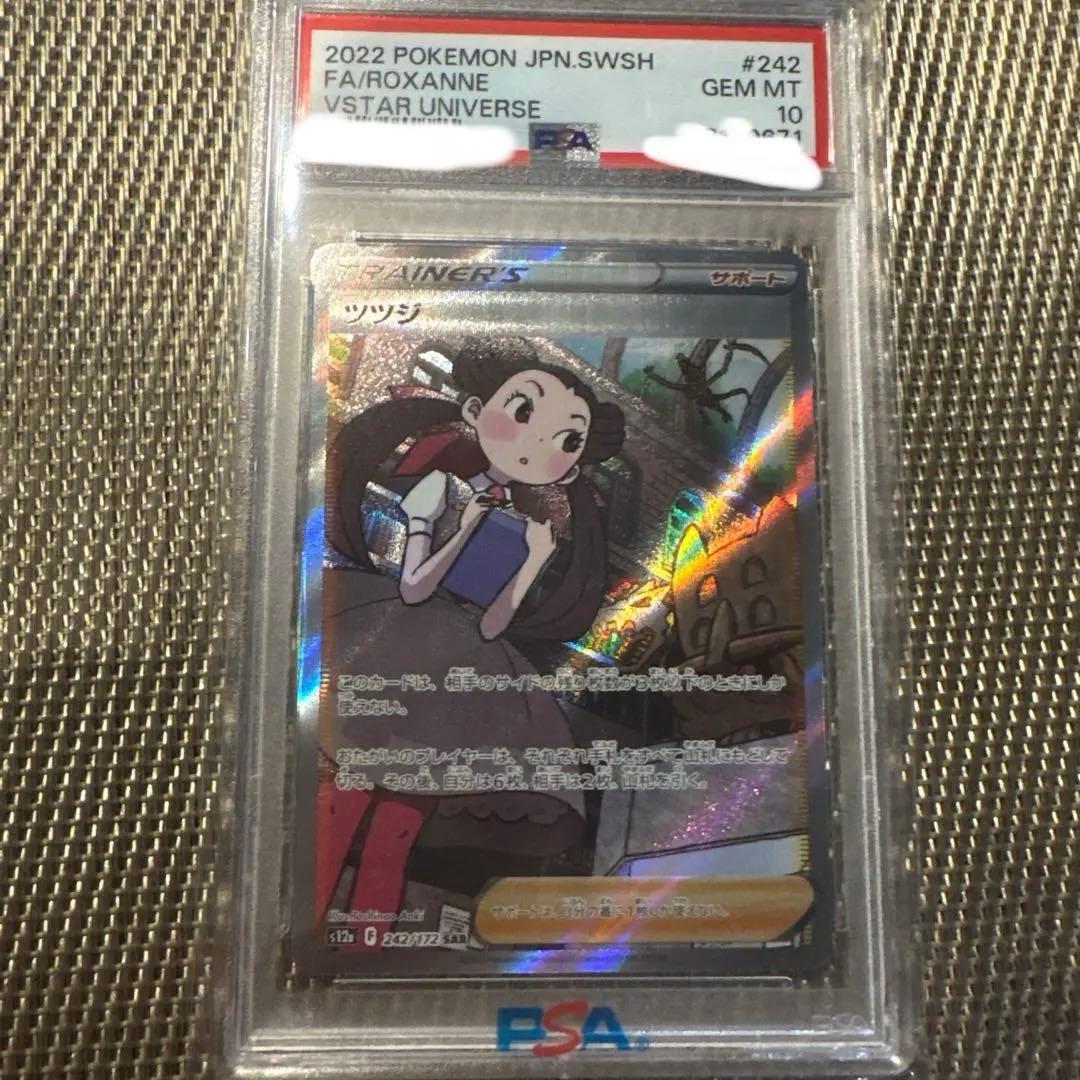 2022 POKEMON JPN.SWSH #242
FA/ROXANNE GEM MT
VSTAR UNIVERSE 10
PSA
TRAINER'S サポート
ツツジ
このカードは、相手のサイドの残り枚数が3枚以下のときにしか
使えない。
おたがいのプレイヤーは、それぞれ手札をすべて山札にもどして
切る。その後、自分は6枚、相手は2枚、山札を引く。
サポートは、自分の番に1枚しか使えない。
Illus. Toshinao Aoki
s12a F 242/172 SAR
PSA